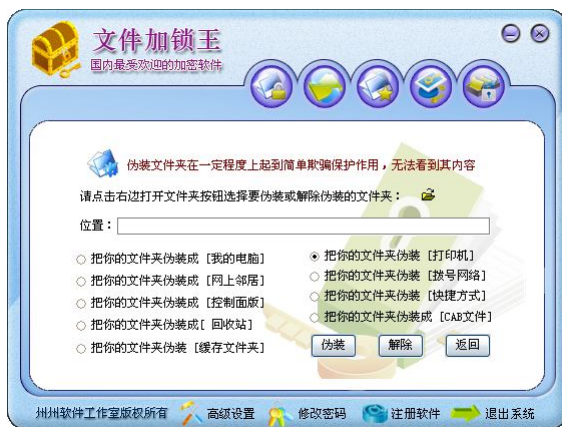 文件加锁王
国内最受欢迎的加密软件
伪装文件夹在一定程度上起到简单欺骗保护作用，无法看到其内容
请点击右边打开文件夹按钮选择要伪装或解除伪装的文件夹：
位置：
把你的文件夹伪装成 [我的电脑]
把你的文件夹伪装 [打印机]
把你的文件夹伪装成 [网上邻居]
把你的文件夹伪装 [拨号网络]
把你的文件夹伪装成 [控制面版]
把你的文件夹伪装 [快捷方式]
把你的文件夹伪装成[ 回收站]
把你的文件夹伪装成 [CAB文件]
把你的文件夹伪装 [缓存文件夹]
伪装 解除 返回
州州软件工作室版权所有 高级设置 修改密码 注册软件 退出系统